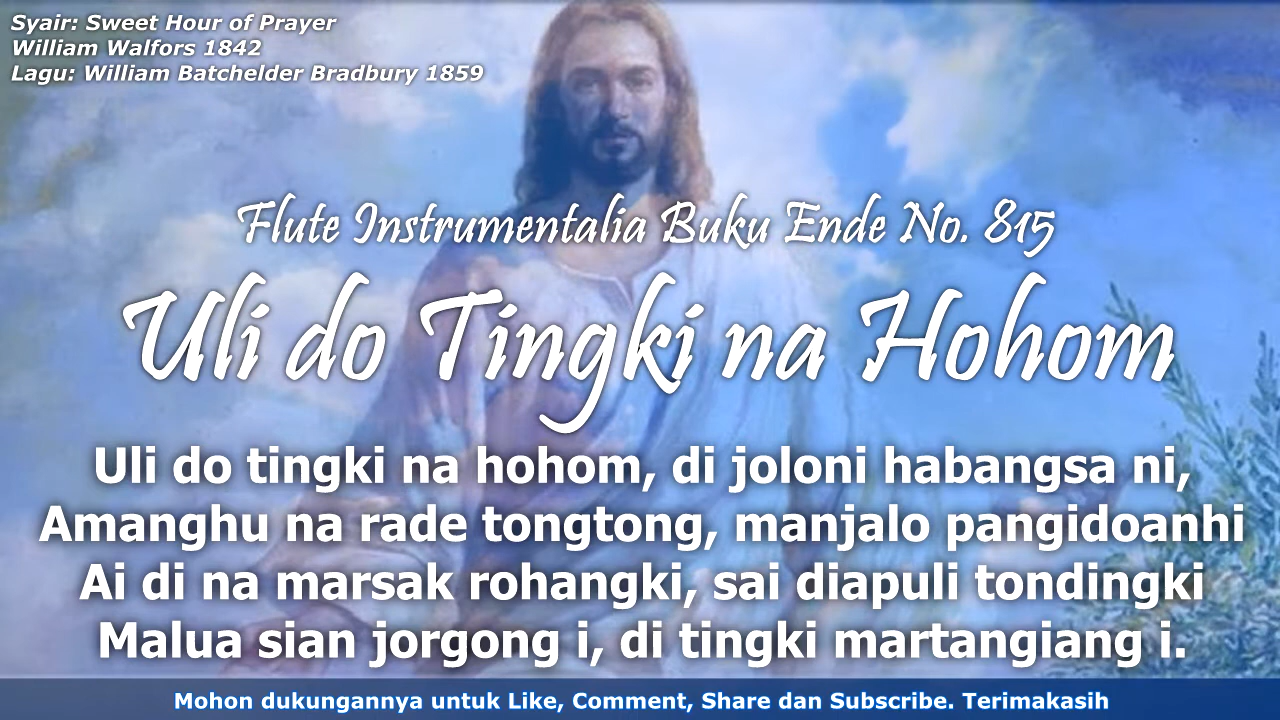 Syair: Sweet Hour of Prayer
William Walfors 1842
Lagu: William Batchelder Bradbury 1859
Flute Instrumentalia Buku Ende No. 815
Uli do Tingki na Hohom
Uli do tingki na hohom, di joloni habangsa ni,
Amanghu na rade tongtong, manjalo pangidoanhi
Ai di na marsak rohangki, sai diapuli tondingki
Malua sian jorgong i, di tingki martangiang i.
Mohon dukungannya untuk Like, Comment, Share dan Subscribe. Terimakasih